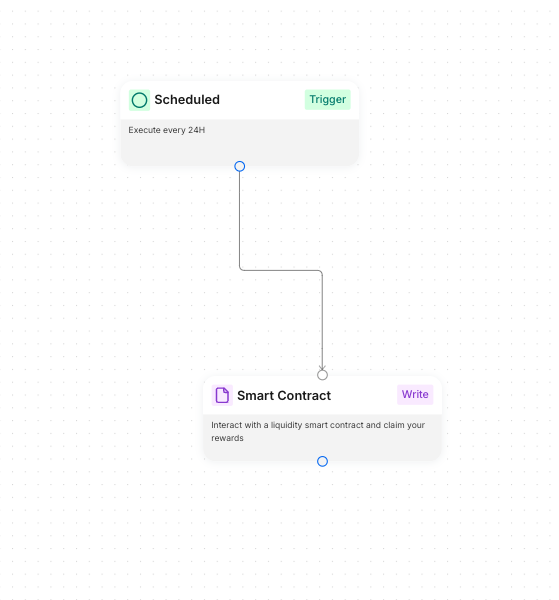 Scheduled
Trigger
Execute every 24H
Smart Contract
Write
Interact with a liquidity smart contract and claim your
rewards